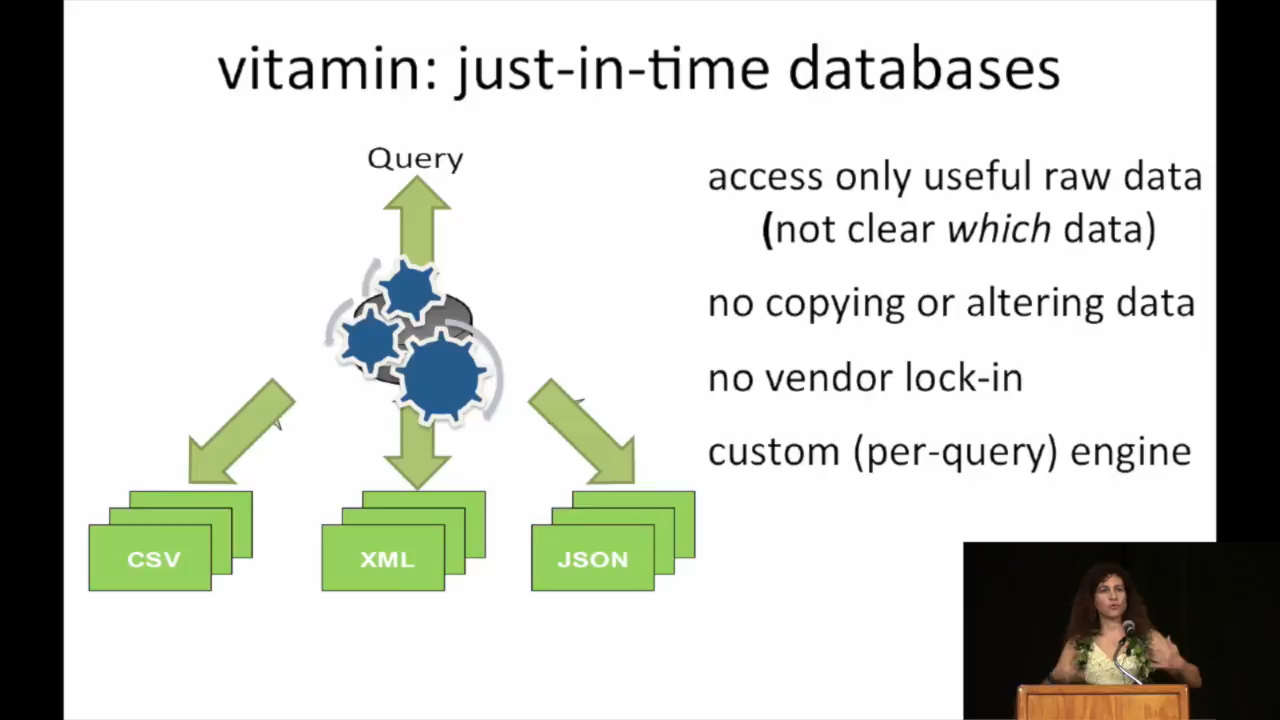 vitamin: just-in-time databases
Query
access only useful raw data
(not clear which data)
no copying or altering data
no vendor lock-in
custom (per-query) engine
CSV
XML
JSON